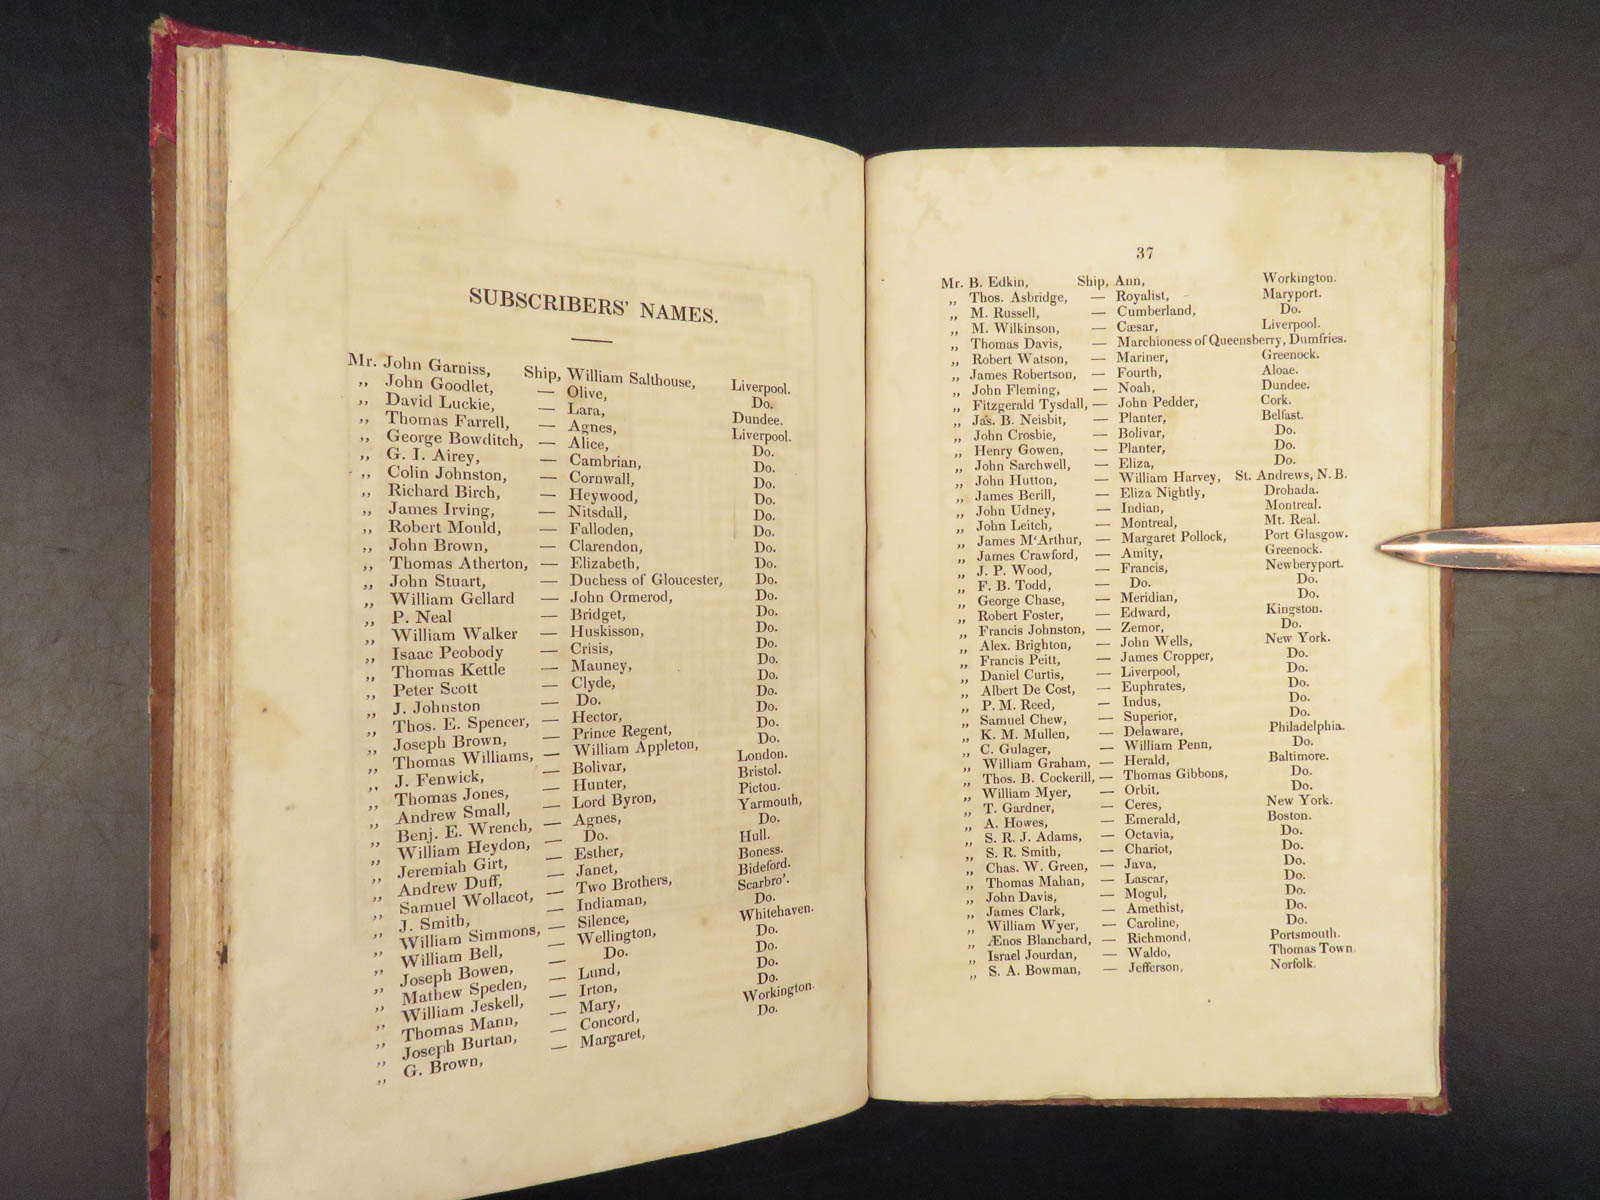 SUBSCRIBERS' NAMES.
Mr. John Garniss, Ship, William Salthouse, Liverpool.
„ John Goodlet, — Olive, Do.
„ David Luckie, — Lara, Dundee.
„ Thomas Farrell, — Agnes, Liverpool.
„ George Bowditch, — Alice, Do.
„ G. I. Airey, — Cambrian, Do.
„ Colin Johnston, — Cornwall, Do.
„ Richard Birch, — Heywood, Do.
„ James Irving, — Nitsdall, Do.
„ Robert Mould, — Falloden, Do.
„ John Brown, — Clarendon, Do.
„ Thomas Atherton, — Elizabeth, Do.
„ John Stuart, — Duchess of Gloucester, Do.
„ William Gellard — John Ormerod, Do.
„ P. Neal — Bridget, Do.
„ William Walker — Huskisson, Do.
„ Isaac Peobody — Crisis, Do.
„ Thomas Kettle — Mauney, Do.
„ Peter Scott — Clyde, Do.
„ J. Johnston — Do. Do.
„ Thos. E. Spencer, — Hector, Do.
„ Joseph Brown, — Prince Regent, Do.
„ Thomas Williams, — William Appleton, Do.
„ J. Fenwick, — Bolivar, London.
„ Thomas Jones, — Hunter, Bristol.
„ Andrew Small, — Lord Byron, Pictou.
„ Benj. E. Wrench, — Agnes, Yarmouth,
„ William Heydon, — Do. Do.
„ Jeremiah Girt, — Esther, Hull.
„ Andrew Duff, — Janet, Boness.
„ Samuel Wollacot, — Two Brothers, Bideford.
„ J. Smith, — Indiaman, Scarbro'.
„ William Simmons, — Silence, Do.
„ William Bell, — Wellington, Whitehaven.
„ Joseph Bowen, — Do. Do.
„ Mathew Speden, — Lund, Do.
„ William Jeskell, — Irton, Do.
„ Thomas Mann, — Mary, Do.
„ Joseph Burtan, — Concord, Workington.
„ G. Brown, — Margaret, Do.
37
Mr. B. Edkin, Ship, Ann, Workington.
„ Thos. Asbridge, — Royalist, Maryport.
„ M. Russell, — Cumberland, Do.
„ M. Wilkinson, — Cæsar, Liverpool.
„ Thomas Davis, — Marchioness of Queensberry, Dumfries.
„ Robert Watson, — Mariner, Greenock.
„ James Robertson, — Fourth, Aloae.
„ John Fleming, — Noah, Dundee.
„ Fitzgerald Tysdall, — John Pedder, Cork.
„ Jas. B. Neisbit, — Planter, Belfast.
„ John Crosbie, — Bolivar, Do.
„ Henry Gowen, — Planter, Do.
„ John Sarchwell, — Eliza, Do.
„ John Hutton, — William Harvey, St. Andrews, N. B.
„ James Berill, — Eliza Nightly, Drohada.
„ John Udney, — Indian, Montreal.
„ John Leitch, — Montreal, Mt. Real.
„ James M'Arthur, — Margaret Pollock, Port Glasgow.
„ James Crawford, — Amity, Greenock.
„ J. P. Wood, — Francis, Newberyport.
„ F. B. Todd, — Do. Do.
„ George Chase, — Meridian, Do.
„ Robert Foster, — Edward, Kingston.
„ Francis Johnston, — Zemor, Do.
„ Alex. Brighton, — John Wells, New York.
„ Francis Peitt, — James Cropper, Do.
„ Daniel Curtis, — Liverpool, Do.
„ Albert De Cost, — Euphrates, Do.
„ P. M. Reed, — Indus, Do.
„ Samuel Chew, — Superior, Do.
„ K. M. Mullen, — Delaware, Philadelphia.
„ C. Gulager, — William Penn, Do.
„ William Graham, — Herald, Baltimore.
„ Thos. B. Cockerill, — Thomas Gibbons, Do.
„ William Myer, — Orbit, Do.
„ T. Gardner, — Ceres, New York.
„ A. Howes, — Emerald, Boston.
„ S. R. J. Adams, — Octavia, Do.
„ S. R. Smith, — Chariot, Do.
„ Chas. W. Green, — Java, Do.
„ Thomas Mahan, — Lascar, Do.
„ John Davis, — Mogul, Do.
„ James Clark, — Amethist, Do.
„ William Wyer, — Caroline, Do.
„ Ænos Blanchard, — Richmond, Portsmouth.
„ Israel Jourdan, — Waldo, Thomas Town.
„ S. A. Bowman, — Jefferson, Norfolk.